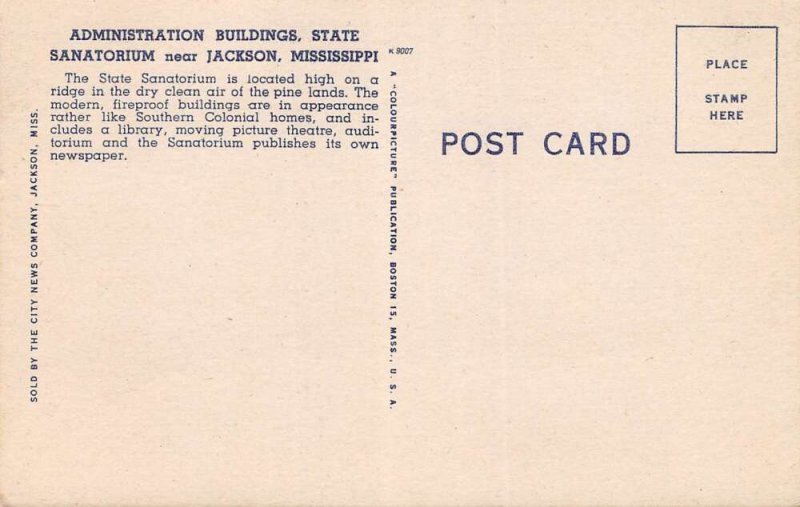 ADMINISTRATION BUILDINGS, STATE
SANATORIUM near JACKSON, MISSISSIPPI
The State Sanatorium is located high on a
ridge in the dry clean air of the pine lands. The
modern, fireproof buildings are in appearance
rather like Southern Colonial homes, and in-
cludes a library, moving picture theatre, audi-
torium and the Sanatorium publishes its own
newspaper.
SOLD BY THE CITY NEWS COMPANY, JACKSON, MISS.
K 9007
A "COLOURPICTURE" PUBLICATION, BOSTON 15, MASS., U. S. A.
POST CARD
PLACE
STAMP
HERE